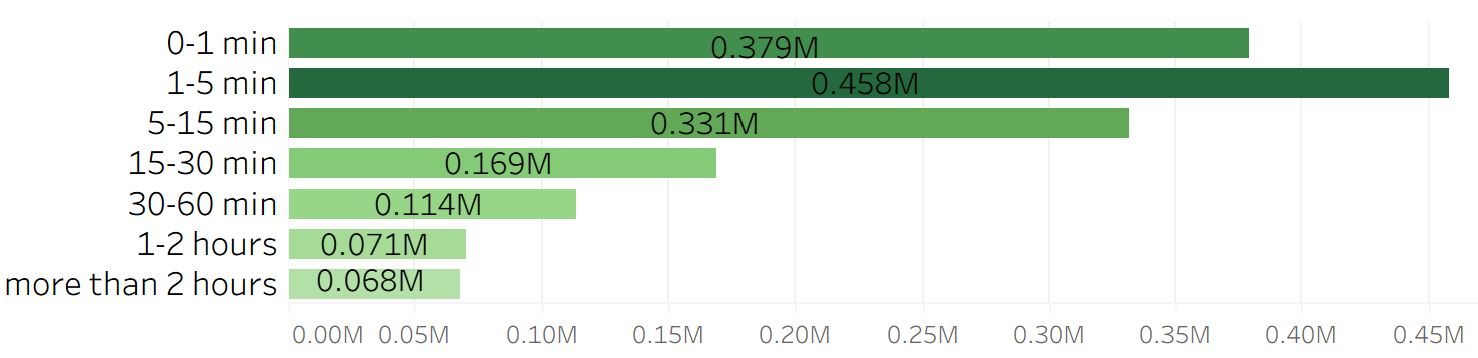 0-1 min 0.379M
1-5 min 0.458M
5-15 min 0.331M
15-30 min 0.169M
30-60 min 0.114M
1-2 hours 0.071M
more than 2 hours 0.068M
0.00M 0.05M 0.10M 0.15M 0.20M 0.25M 0.30M 0.35M 0.40M 0.45M